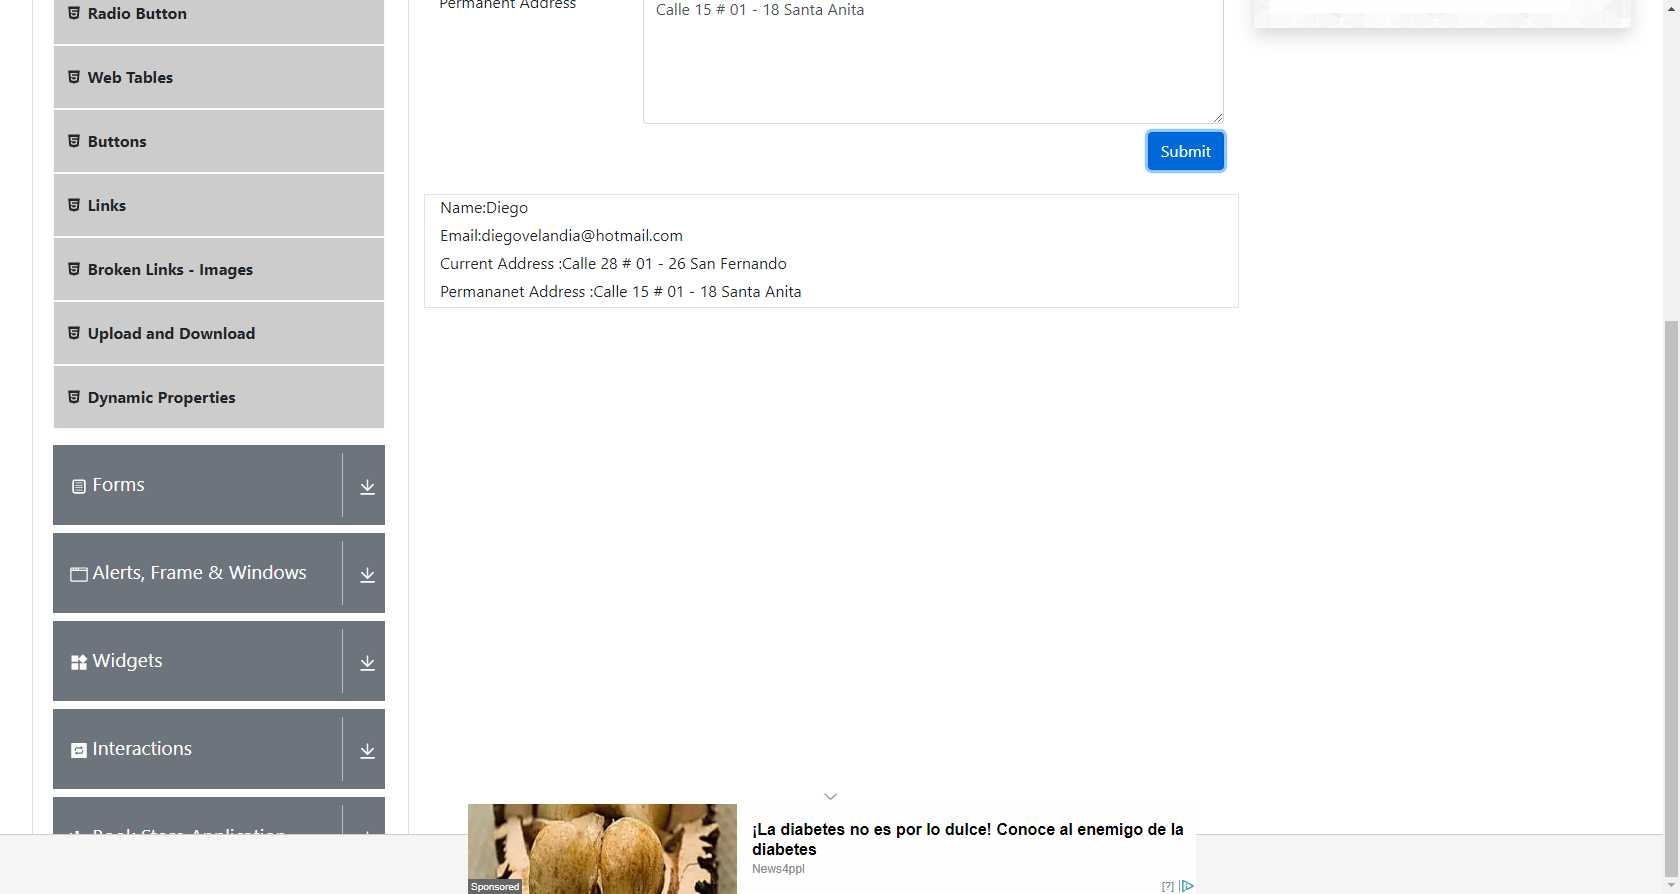 Radio Button
Web Tables
Buttons
Links
Broken Links - Images
Upload and Download
Dynamic Properties
Forms
Alerts, Frame & Windows
Widgets
Interactions
Book Store Application
Permanent Address
Calle 15 # 01 - 18 Santa Anita
Submit
Name:Diego
Email:diegovelandia@hotmail.com
Current Address :Calle 28 # 01 - 26 San Fernando
Permananet Address :Calle 15 # 01 - 18 Santa Anita
Sponsored
¡La diabetes no es por lo dulce! Conoce al enemigo de la
diabetes
News4ppl
[?]